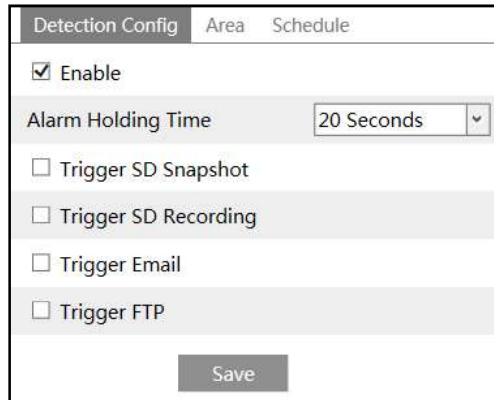 Detection Config Area Schedule
Enable
Alarm Holding Time 20 Seconds
Trigger SD Snapshot
Trigger SD Recording
Trigger Email
Trigger FTP
Save